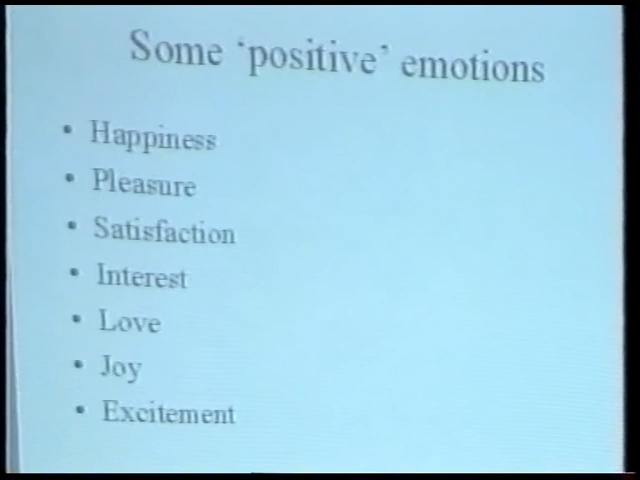 Some ‘positive’ emotions
• Happiness
• Pleasure
• Satisfaction
• Interest
• Love
• Joy
• Excitement